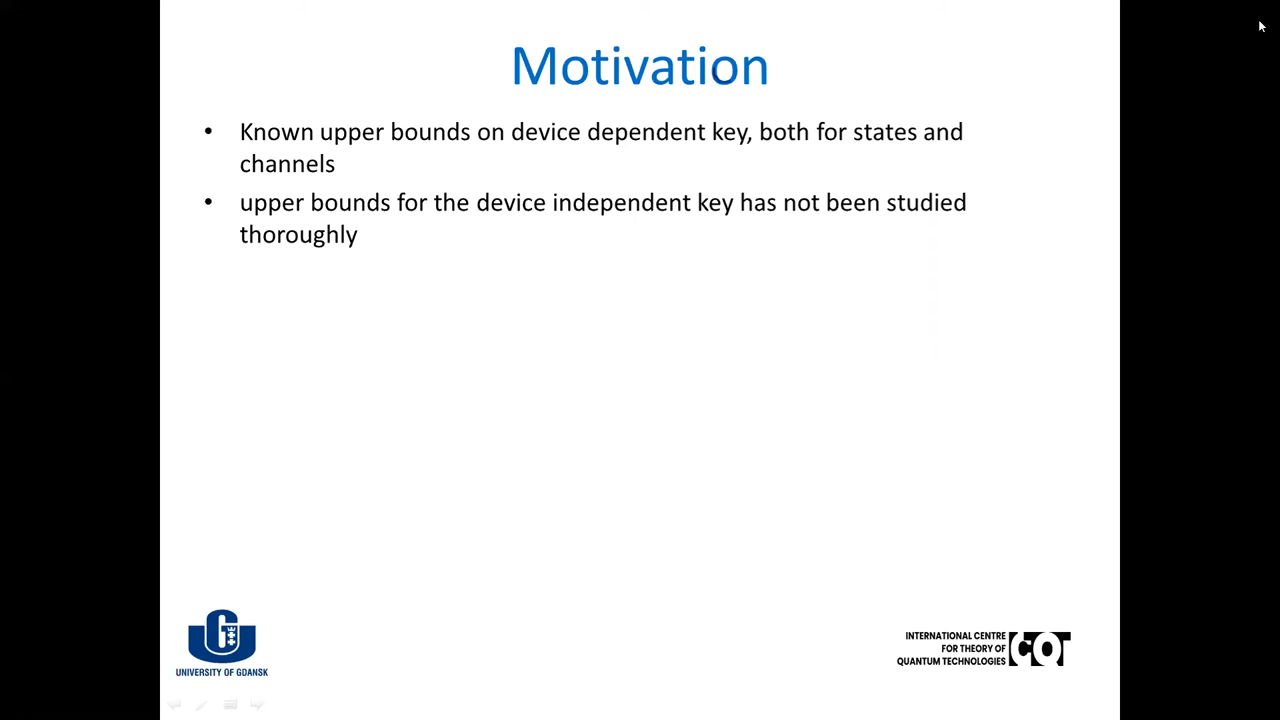 Motivation
• Known upper bounds on device dependent key, both for states and
channels
• upper bounds for the device independent key has not been studied
thoroughly
UNIVERSITY OF GDAŃSK
INTERNATIONAL CENTRE
FOR THEORY OF
QUANTUM TECHNOLOGIES